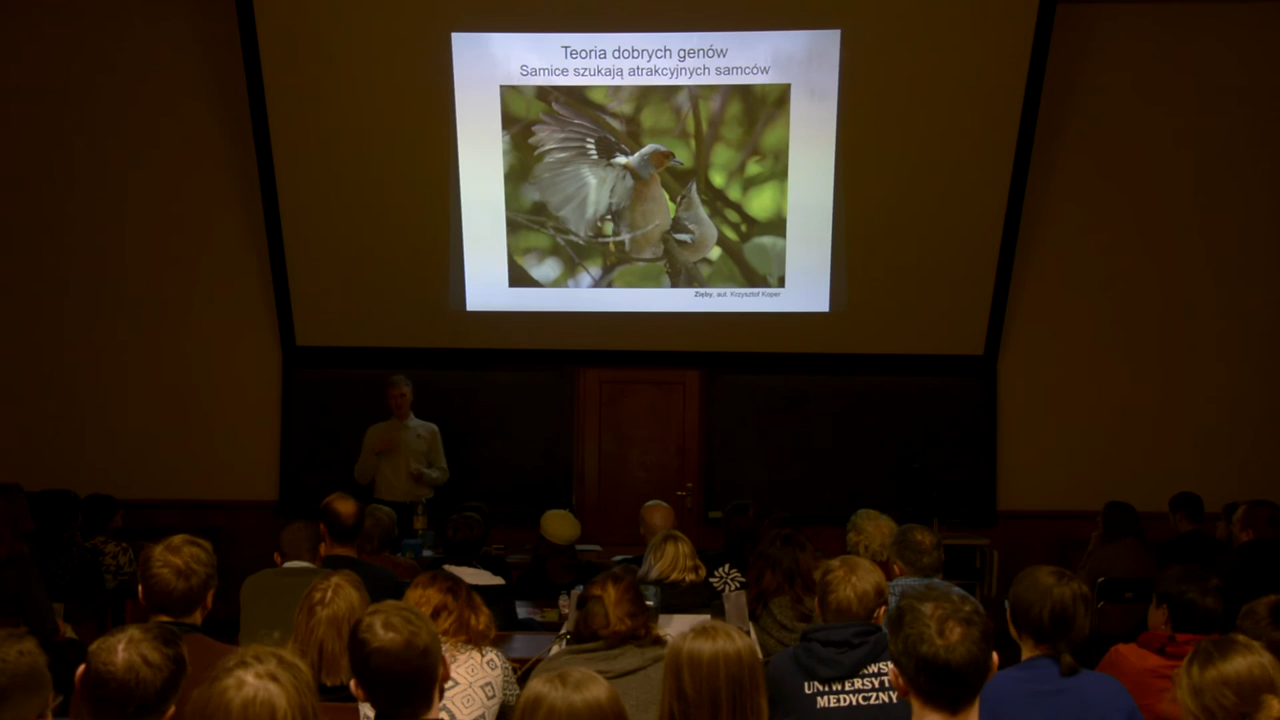 Teoria dobrych genów
Samice szukają atrakcyjnych samców
Zięby, aut. Krzysztof Koper
UNIWERSYT
MEDYCZNY